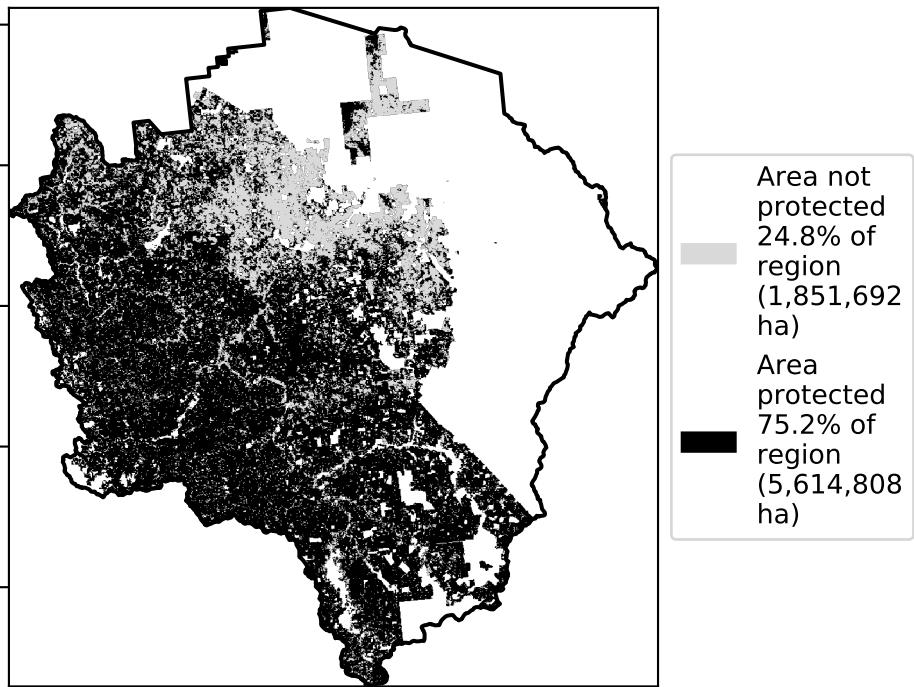 Area not
protected
24.8% of
region
(1,851,692
ha)
Area
protected
75.2% of
region
(5,614,808
ha)